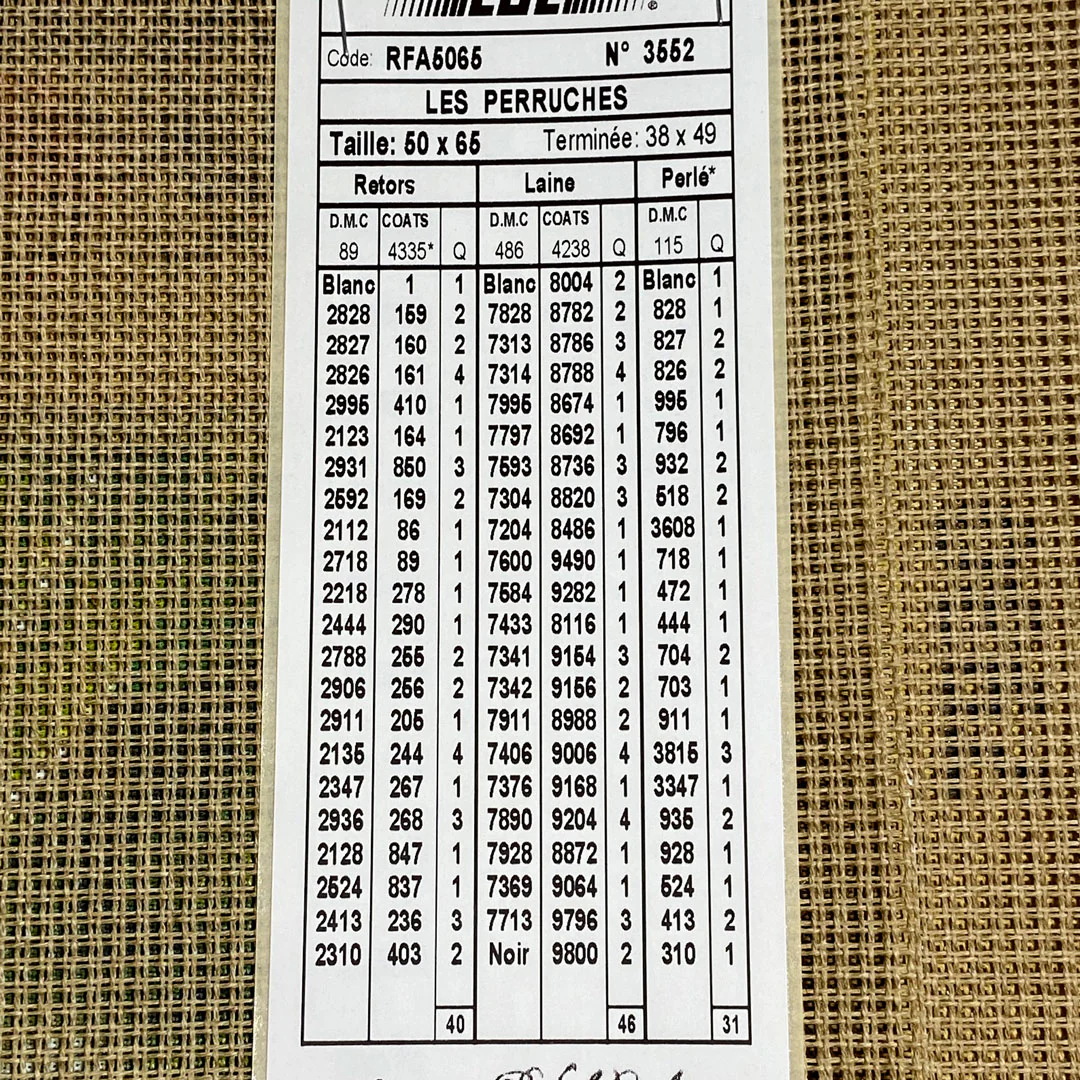 Code: RFA5065 N° 3552
LES PERRUCHES
Taille: 50 x 65 Terminée: 38 x 49
Retors Laine Perlé*
D.M.C COATS D.M.C COATS D.M.C
89 4335* Q 486 4238 Q 115 Q
Blanc 1 1 Blanc 8004 2 Blanc 1
2828 159 2 7828 8782 2 828 1
2827 160 2 7313 8786 3 827 2
2826 161 4 7314 8788 4 826 2
2995 410 1 7995 8674 1 995 1
2123 164 1 7797 8692 1 796 1
2931 850 3 7593 8736 3 932 2
2592 169 2 7304 8820 3 518 2
2112 86 1 7204 8486 1 3608 1
2718 89 1 7600 9490 1 718 1
2218 278 1 7584 9282 1 472 1
2444 290 1 7433 8116 1 444 1
2788 255 2 7341 9154 3 704 2
2906 256 2 7342 9156 2 703 1
2911 205 1 7911 8988 2 911 1
2135 244 4 7406 9006 4 3815 3
2347 267 1 7376 9168 1 3347 1
2936 268 3 7890 9204 4 935 2
2128 847 1 7928 8872 1 928 1
2524 837 1 7369 9064 1 524 1
2413 236 3 7713 9796 3 413 2
2310 403 2 Noir 9800 2 310 1
40 46 31